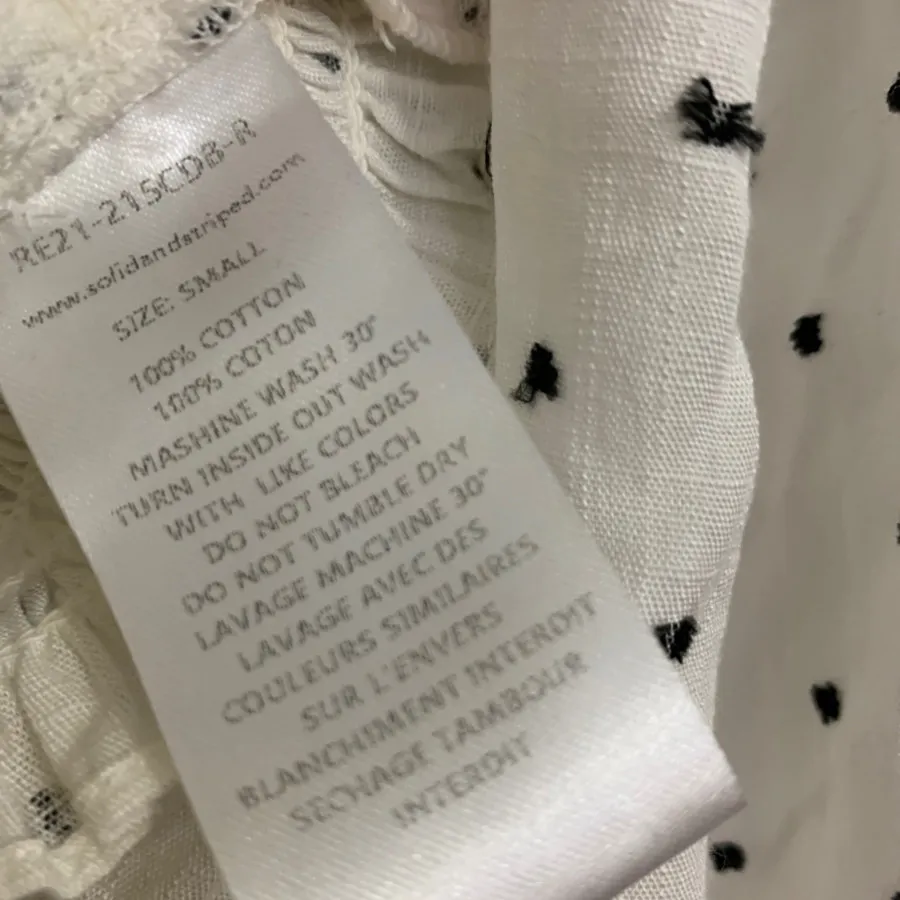 RE21-215CDB-R
www.solidandstriped.com
SIZE: SMALL
100% COTTON
100% COTON
MASHINE WASH 30°
TURN INSIDE OUT WASH
WITH LIKE COLORS
DO NOT BLEACH
DO NOT TUMBLE DRY
LAVAGE MACHINE 30°
LAVAGE AVEC DES
COULEURS SIMILAIRES
SUR L'ENVERS
BLANCHIMENT INTERDIT
SECHAGE TAMBOUR
INTERDIT